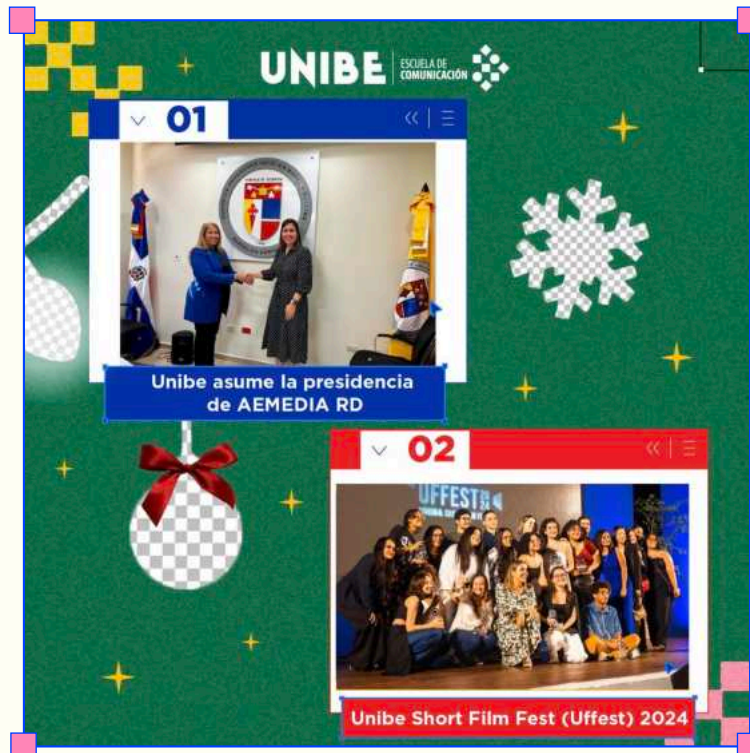 UNIBE
ESCUELA DE
COMUNICACIÓN
01
Unibe asume la presidencia
de AEMEDIA RD
02
UFFEST
24
Unibe Short Film Fest (Uffest) 2024